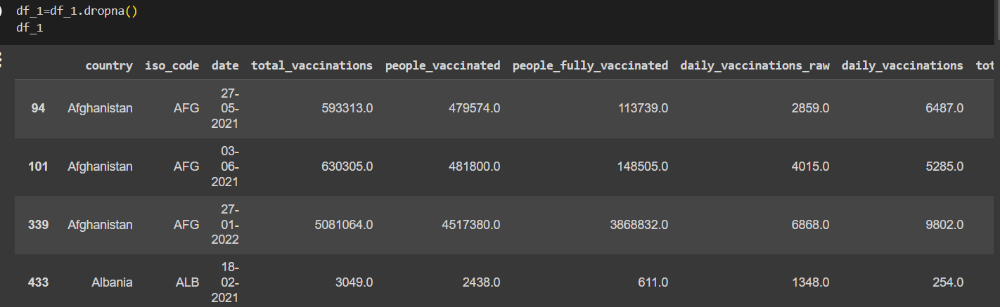 df_1=df_1.dropna()
df_1
country iso_code date total_vaccinations people_vaccinated people_fully_vaccinated daily_vaccinations_raw daily_vaccinations tot
94 Afghanistan AFG 27-05-2021 593313.0 479574.0 113739.0 2859.0 6487.0
101 Afghanistan AFG 03-06-2021 630305.0 481800.0 148505.0 4015.0 5285.0
339 Afghanistan AFG 27-01-2022 5081064.0 4517380.0 3868832.0 6868.0 9802.0
433 Albania ALB 18-02-2021 3049.0 2438.0 611.0 1348.0 254.0